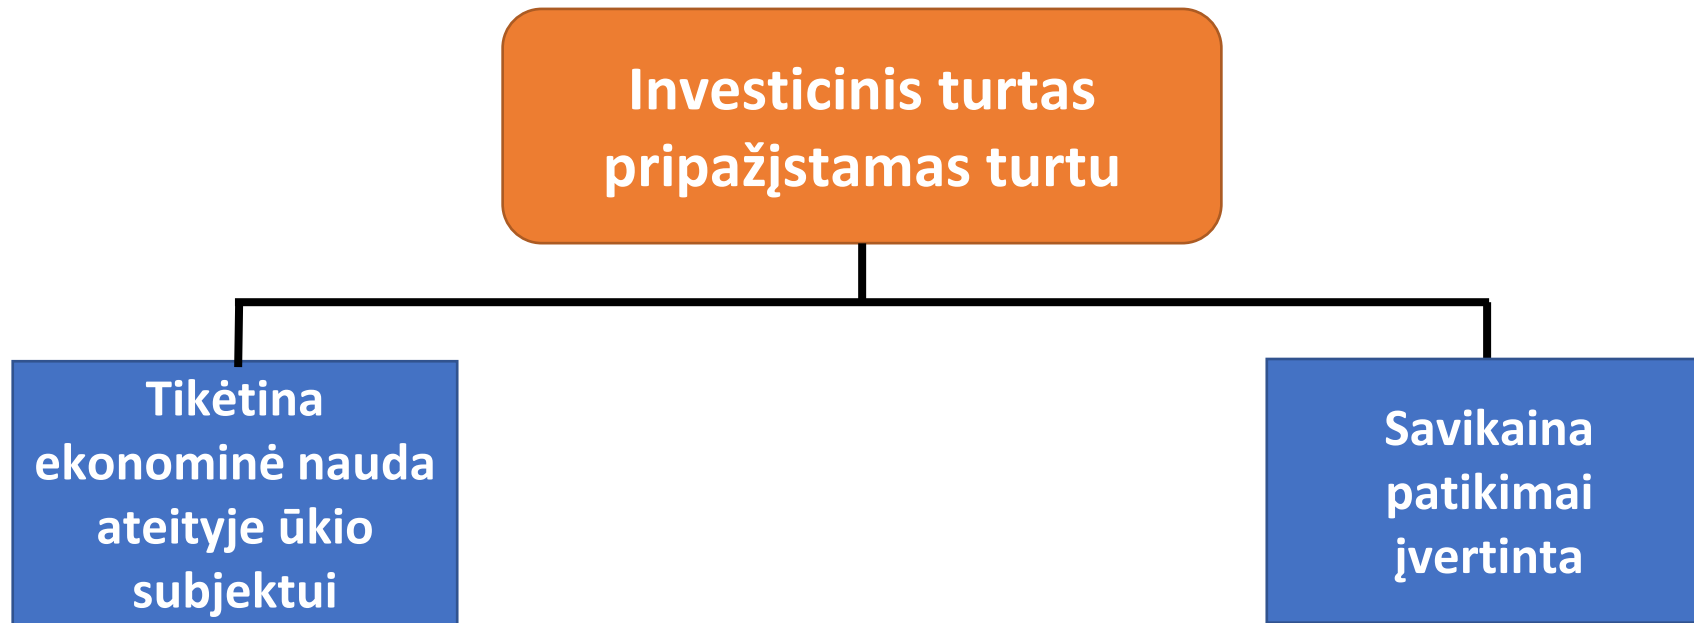 Investicinis turtas
pripažįstamas turtu
Tikėtina
ekonominė nauda
ateityje ūkio
subjektui
Savikaina
patikimai
įvertinta